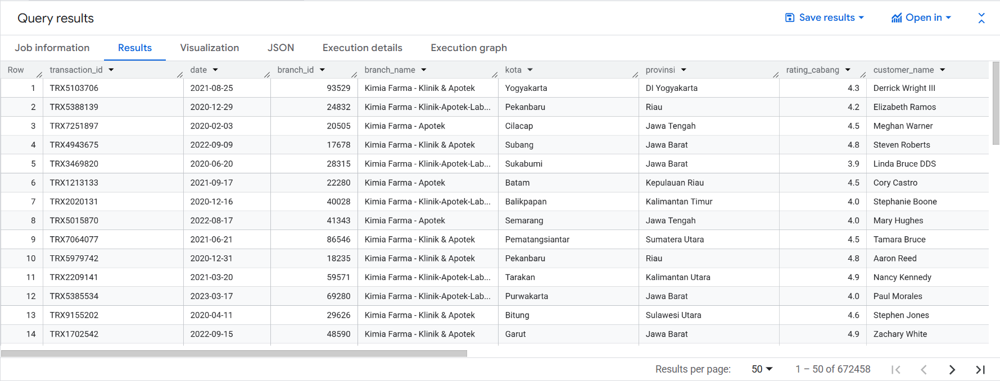 Query results
Save results
Open in
Job information Results Visualization JSON Execution details Execution graph
Row transaction_id date branch_id branch_name kota provinsi rating_cabang customer_name
1 TRX5103706 2021-08-25 93529 Kimia Farma - Klinik & Apotek Yogyakarta DI Yogyakarta 4.3 Derrick Wright III
2 TRX5388139 2020-12-29 24832 Kimia Farma - Klinik-Apotek-Lab... Pekanbaru Riau 4.2 Elizabeth Ramos
3 TRX7251897 2020-02-03 20505 Kimia Farma - Apotek Cilacap Jawa Tengah 4.5 Meghan Warner
4 TRX4943675 2022-09-09 17678 Kimia Farma - Klinik & Apotek Subang Jawa Barat 4.8 Steven Roberts
5 TRX3469820 2020-06-20 28315 Kimia Farma - Klinik-Apotek-Lab... Sukabumi Jawa Barat 3.9 Linda Bruce DDS
6 TRX1213133 2021-09-17 22280 Kimia Farma - Apotek Batam Kepulauan Riau 4.5 Cory Castro
7 TRX2020131 2020-12-16 40028 Kimia Farma - Klinik-Apotek-Lab... Balikpapan Kalimantan Timur 4.0 Stephanie Boone
8 TRX5015870 2022-08-17 41343 Kimia Farma - Apotek Semarang Jawa Tengah 4.0 Mary Hughes
9 TRX7064077 2021-06-21 86546 Kimia Farma - Klinik & Apotek Pematangsiantar Sumatera Utara 4.5 Tamara Bruce
10 TRX5979742 2020-12-31 18235 Kimia Farma - Klinik & Apotek Pekanbaru Riau 4.8 Aaron Reed
11 TRX2209141 2021-03-20 59571 Kimia Farma - Klinik-Apotek-Lab... Tarakan Kalimantan Utara 4.9 Nancy Kennedy
12 TRX5385534 2023-03-17 69280 Kimia Farma - Klinik-Apotek-Lab... Purwakarta Jawa Barat 4.0 Paul Morales
13 TRX9155202 2020-04-11 29626 Kimia Farma - Klinik & Apotek Bitung Sulawesi Utara 4.6 Stephen Jones
14 TRX1702542 2022-09-15 48590 Kimia Farma - Klinik & Apotek Garut Jawa Barat 4.9 Zachary White
Results per page: 50 1 – 50 of 672458